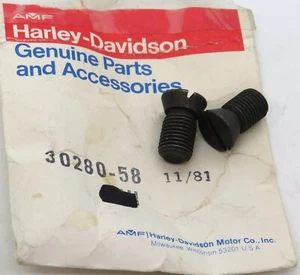 AMF
Harley-Davidson
Genuine Parts
and Accessories
30280-58 11/81
AMF/Harley-Davidson Motor Co., Inc.
Milwaukee, Wisconsin 53201 U.S.A.